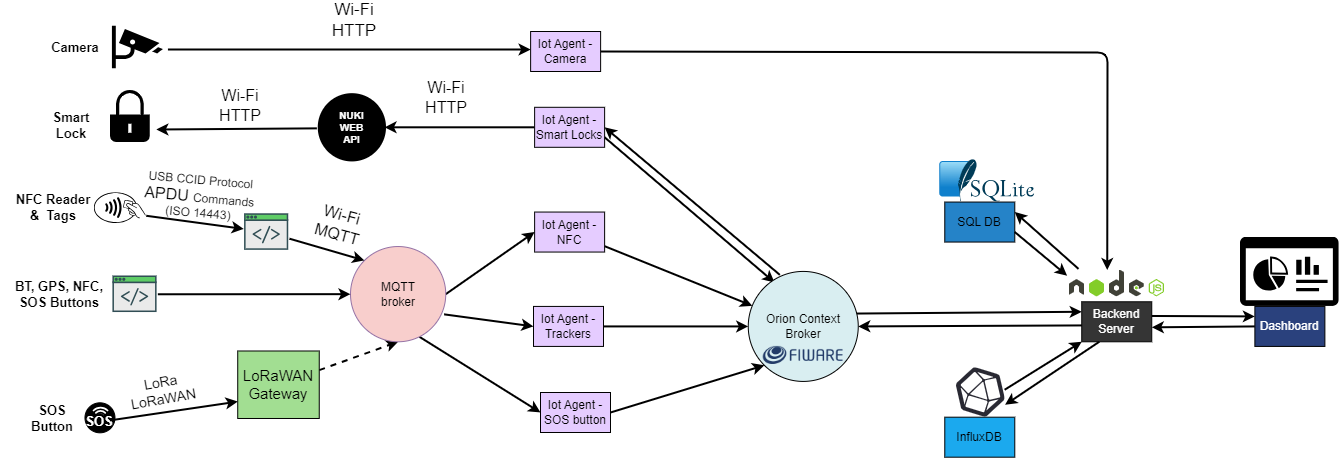 Wi-Fi
HTTP
Camera
Iot Agent -
Camera
Wi-Fi
HTTP
Wi-Fi
HTTP
Smart
Lock
NUKI
WEB
API
Iot Agent -
Smart Locks
NFC Reader
& Tags
USB CCID Protocol
APDU Commands
(ISO 14443)
</>
Wi-Fi
MQTT
Iot Agent -
NFC
SQLite
SQL DB
BT, GPS, NFC,
SOS Buttons
</>
MQTT
broker
Iot Agent -
Trackers
Orion Context
Broker
FIWARE
node
JS
Backend
Server
Dashboard
LoRaWAN
Gateway
LoRa
LoRaWAN
SOS
Button
SOS
Iot Agent -
SOS button
InfluxDB